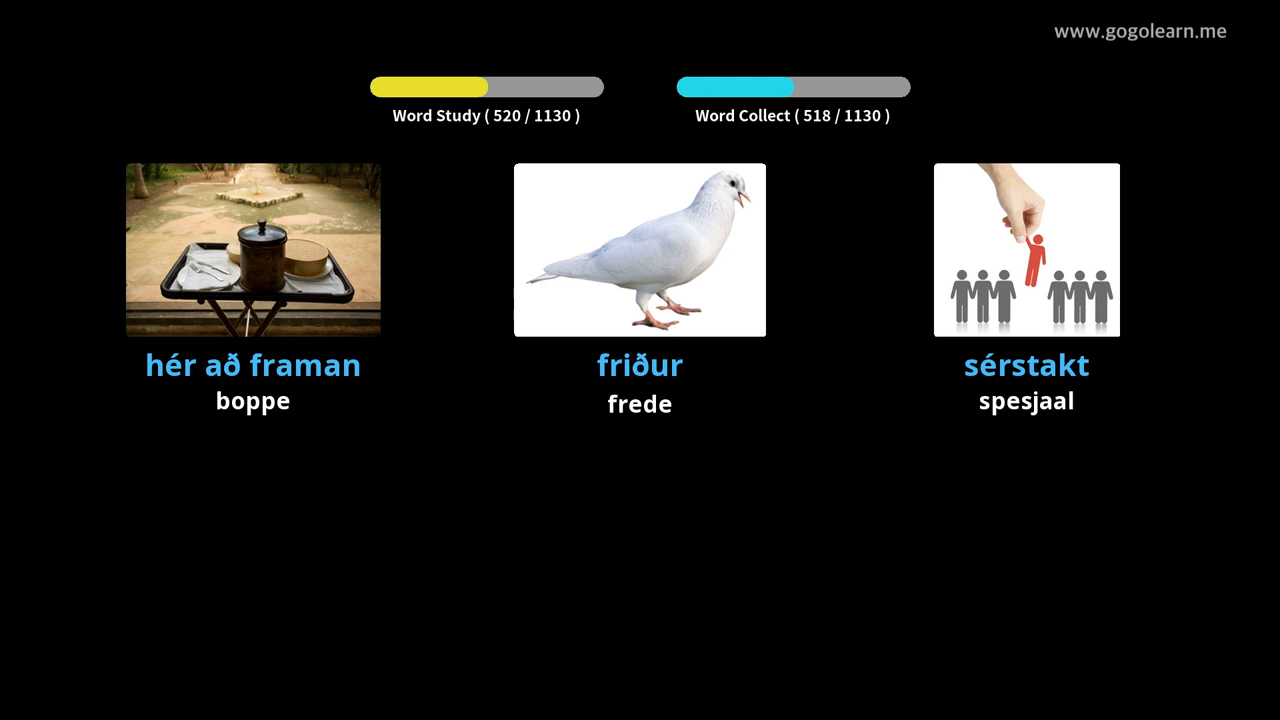 www.gogolearn.me
Word Study ( 520 / 1130 )
Word Collect ( 518 / 1130 )
hér að framan
boppe
friður
frede
sérstakt
spesjaal